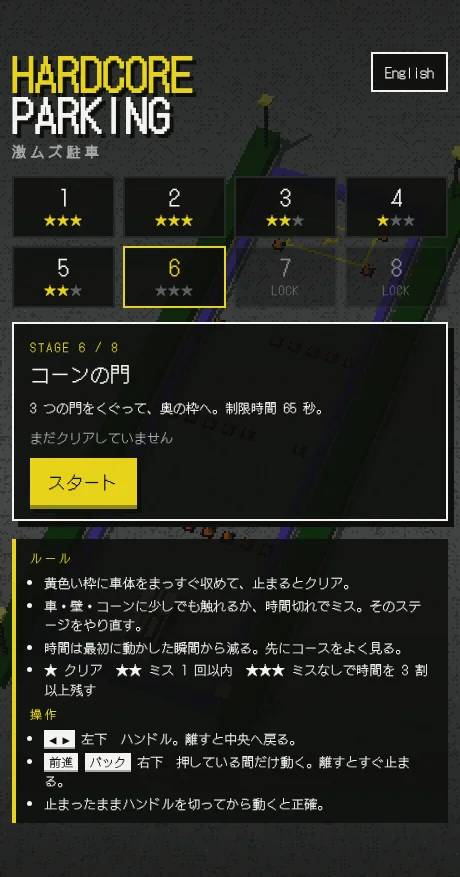 HARDCORE
PARKING
English
激ムズ駐車
1 2 3 4
★★★ ★★★ ★★★ ★★★
5 6 7 8
★★★ ★★★ LOCK LOCK
STAGE 6 / 8
コーンの門
3 つの門をくぐって、奥の枠へ。制限時間 65 秒。
まだクリアしていません
スタート
ルール
• 黄色い枠に車体をまっすぐ収めて、止まるとクリア。
• 車・壁・コーンに少しでも触れるか、時間切れでミス。そのステ
ージをやり直す。
• 時間は最初に動かした瞬間から減る。先にコースをよく見る。
• ★ クリア ★★ ミス 1 回以内 ★★★ ミスなしで時間を 3 割
以上残す
操作
• ◀ ▶ 左下 ハンドル。離すと中央へ戻る。
• 前進 バック 右下 押している間だけ動く。離すとすぐ止ま
る。
• 止まったままハンドルを切ってから動くと正確。